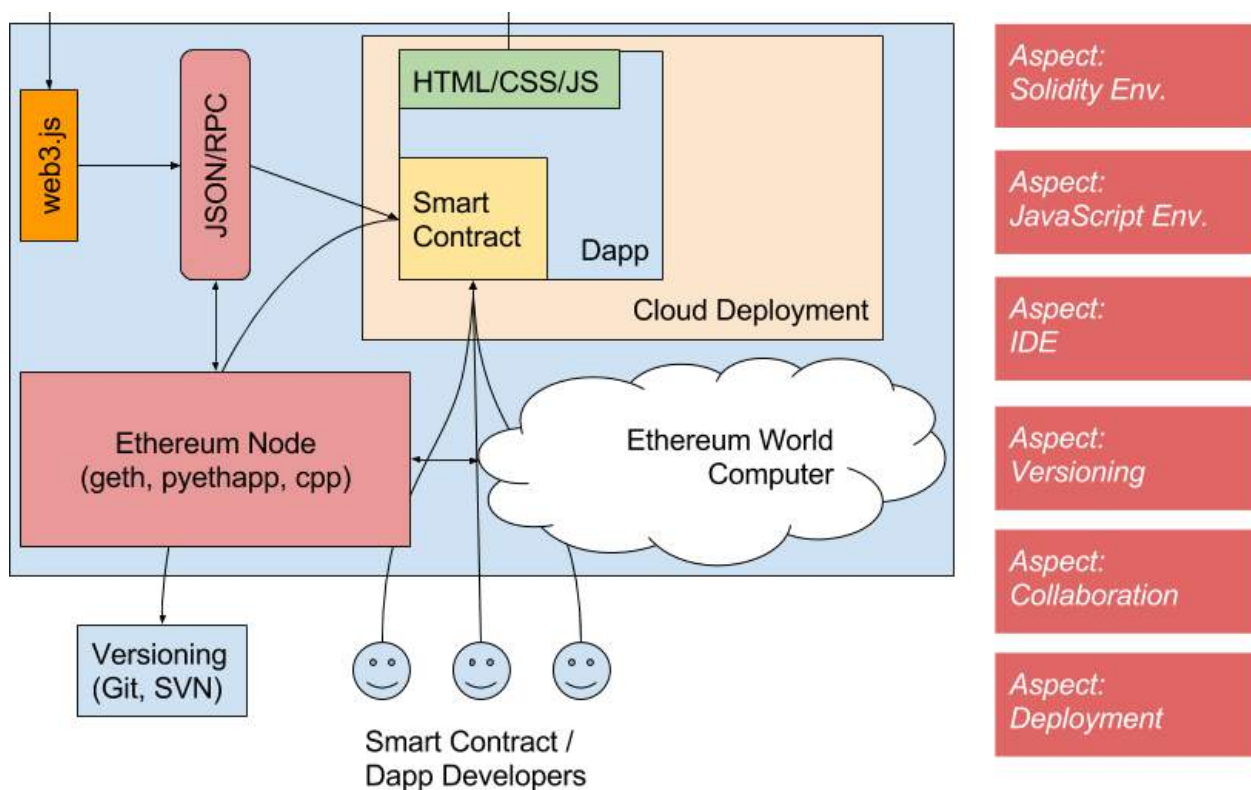 web3.js
JSON/RPC
HTML/CSS/JS
Smart
Contract
Dapp
Cloud Deployment
Ethereum Node
(geth, pyethapp, cpp)
Ethereum World
Computer
Versioning
(Git, SVN)
Smart Contract /
Dapp Developers
Aspect:
Solidity Env.
Aspect:
JavaScript Env.
Aspect:
IDE
Aspect:
Versioning
Aspect:
Collaboration
Aspect:
Deployment